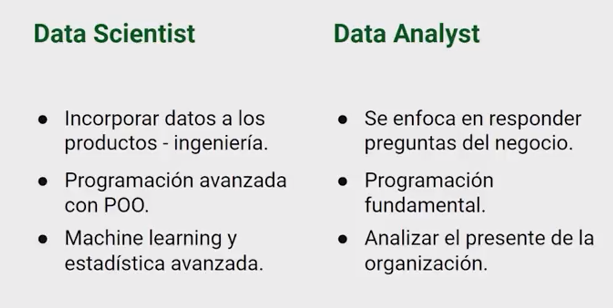 Data Scientist
● Incorporar datos a los
productos - ingeniería.
● Programación avanzada
con POO.
● Machine learning y
estadística avanzada.
Data Analyst
● Se enfoca en responder
preguntas del negocio.
● Programación
fundamental.
● Analizar el presente de la
organización.